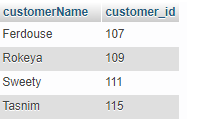 customerName customer_id
Ferdouse 107
Rokeya 109
Sweety 111
Tasnim 115